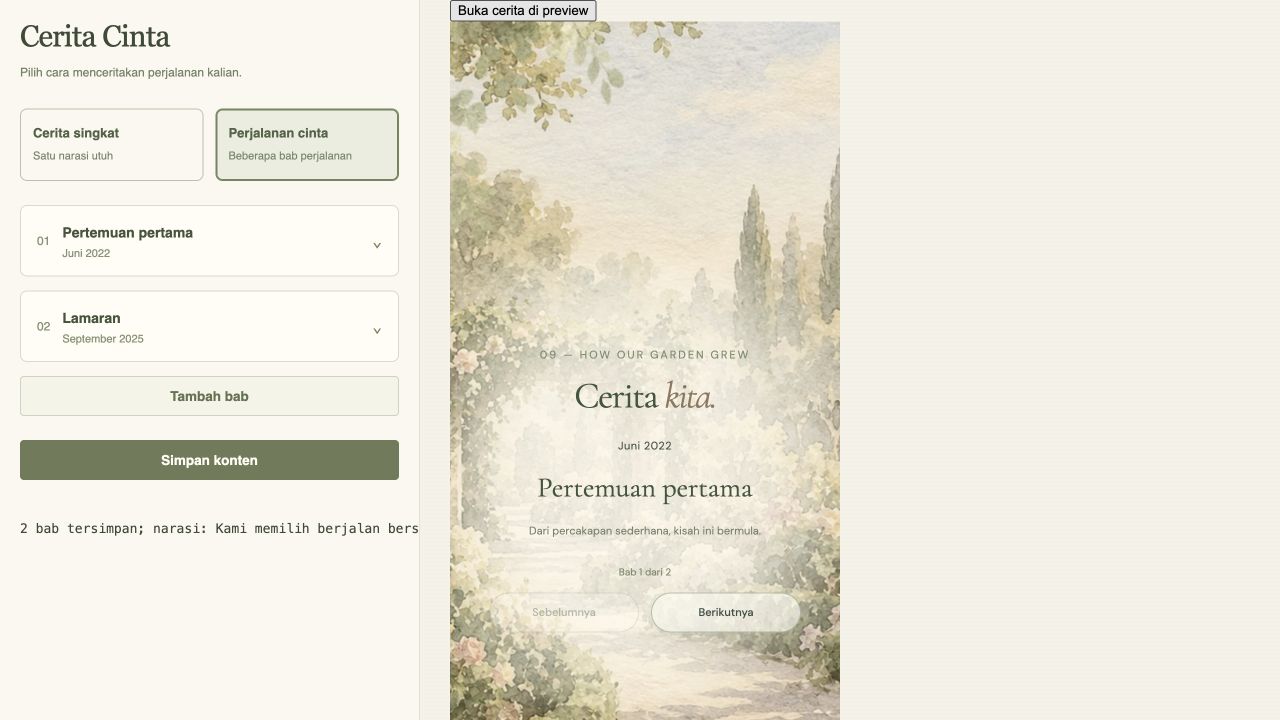 Cerita Cinta
Pilih cara menceritakan perjalanan kalian.
Cerita singkat
Satu narasi utuh
Perjalanan cinta
Beberapa bab perjalanan
01
Pertemuan pertama
Juni 2022
02
Lamaran
September 2025
Tambah bab
Simpan konten
2 bab tersimpan; narasi: Kami memilih berjalan bers
Buka cerita di preview
09 — HOW OUR GARDEN GREW
Cerita kita.
Juni 2022
Pertemuan pertama
Dari percakapan sederhana, kisah ini bermula.
Bab 1 dari 2
Sebelumnya
Berikutnya